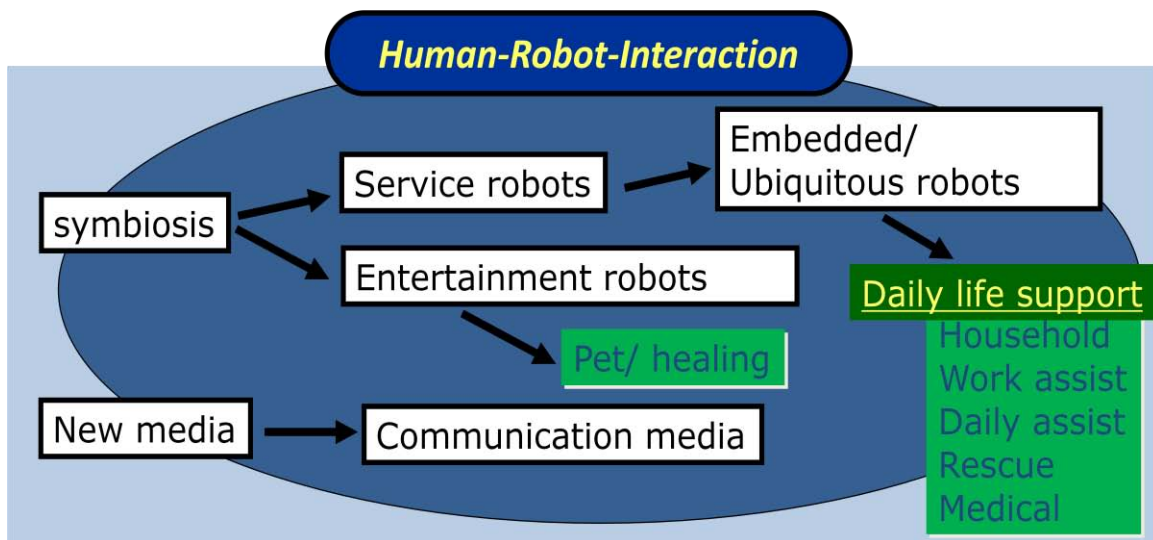 Human-Robot-Interaction
Embedded/
Ubiquitous robots
Service robots
symbiosis
Entertainment robots
Daily life support
Household
Work assist
Daily assist
Rescue
Medical
Pet/ healing
New media
Communication media